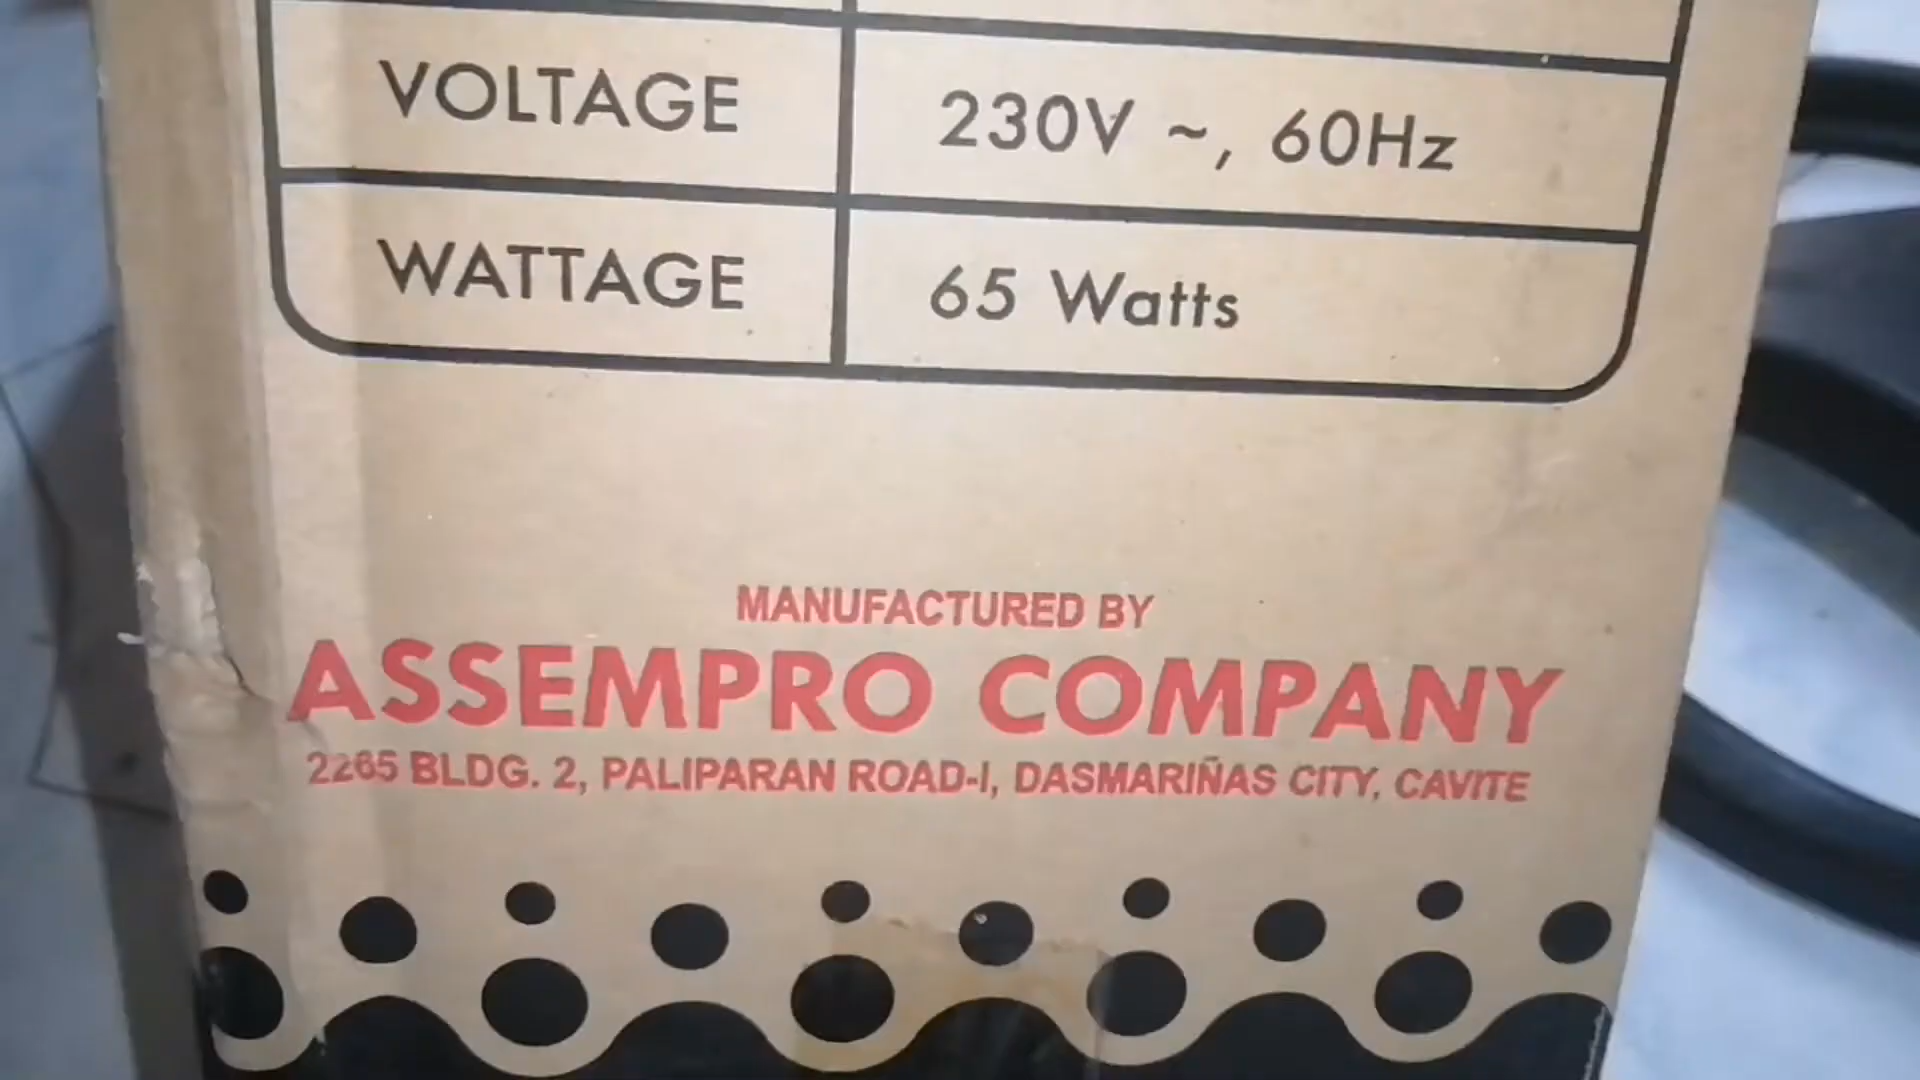 VOLTAGE 230V ~, 60Hz
WATTAGE 65 Watts
MANUFACTURED BY
ASSEMPRO COMPANY
2265 BLDG. 2, PALIPARAN ROAD-I, DASMARIÑAS CITY, CAVITE